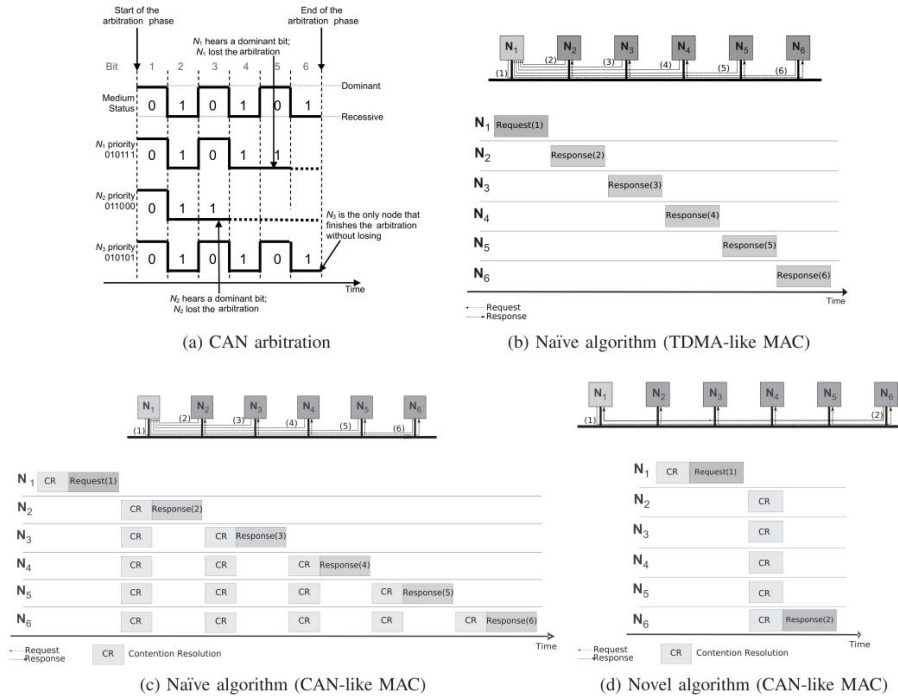 Start of the
arbitration phase
End of the
arbitration phase
N1 hears a dominant bit;
N1 lost the arbitration
Bit 1 2 3 4 5 6
Dominant
Medium
Status
0 1 0 1 0 1
Recessive
N1 priority
010111
0 1 0 1 1
N2 priority
011000
0 1 1
N3 is the only node that
finishes the arbitration
without losing
N3 priority
010101
0 1 0 1 0 1
Time
N2 hears a dominant bit;
N2 lost the arbitration
(a) CAN arbitration
N1 N2 N3 N4 N5 N6
(1) (2) (3) (4) (5) (6)
N1 Request(1)
N2 Response(2)
N3 Response(3)
N4 Response(4)
N5 Response(5)
N6 Response(6)
Time
Request
Response
(b) Naïve algorithm (TDMA-like MAC)
N1 N2 N3 N4 N5 N6
(1) (2) (3) (4) (5) (6)
N1 CR Request(1)
N2 CR Response(2)
N3 CR CR Response(3)
N4 CR CR CR Response(4)
N5 CR CR CR CR Response(5)
N6 CR CR CR CR CR Response(6)
Time
Request
Response
CR Contention Resolution
(c) Naïve algorithm (CAN-like MAC)
N1 N2 N3 N4 N5 N6
(1) (2)
N1 CR Request(1)
N2 CR
N3 CR
N4 CR
N5 CR
N6 CR Response(2)
Time
Request
Response
CR Contention Resolution
(d) Novel algorithm (CAN-like MAC)